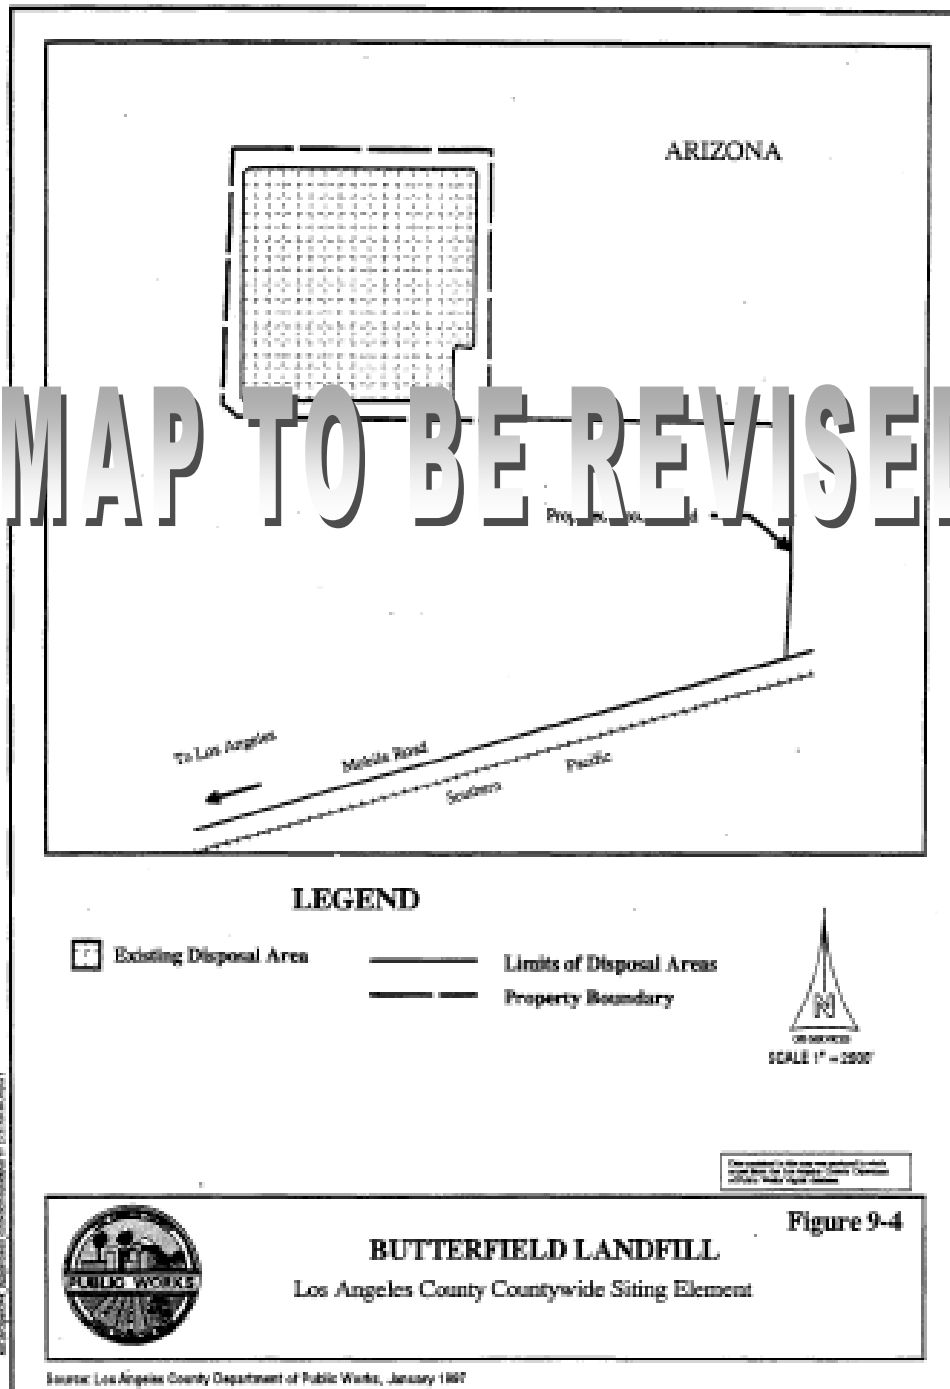 ARIZONA
MAP TO BE REVISED
To Los Angeles
Mobile Road
Southern
Pacific
LEGEND
Existing Disposal Area
Limits of Disposal Areas
Property Boundary
N
SCALE 1" = 2500'
Figure 9-4
BUTTERFIELD LANDFILL
PUBLIC WORKS
Los Angeles County Countywide Siting Element
Source: Los Angeles County Department of Public Works, January 1997